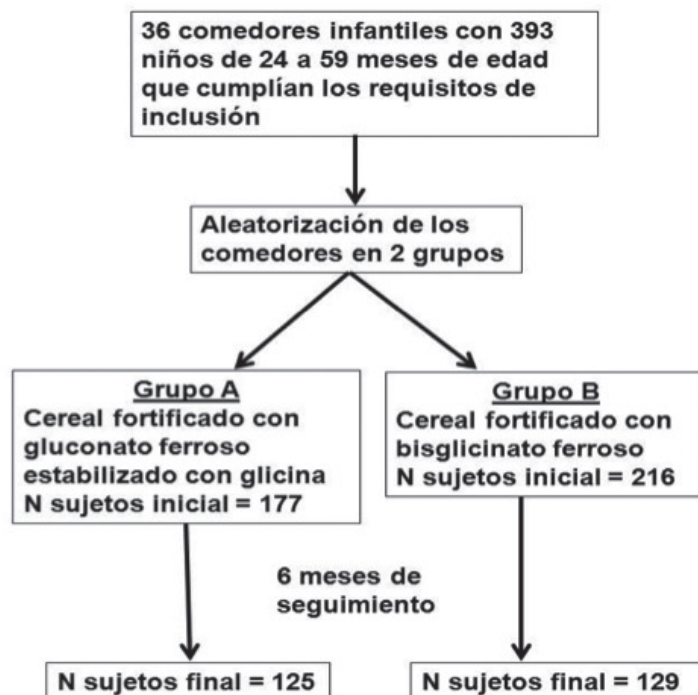 36 comedores infantiles con 393
niños de 24 a 59 meses de edad
que cumplían los requisitos de
inclusión
Aleatorización de los
comedores en 2 grupos
Grupo A
Cereal fortificado con
gluconato ferroso
estabilizado con glicina
N sujetos inicial = 177
Grupo B
Cereal fortificado con
bisglicinato ferroso
N sujetos inicial = 216
6 meses de
seguimiento
N sujetos final = 125
N sujetos final = 129